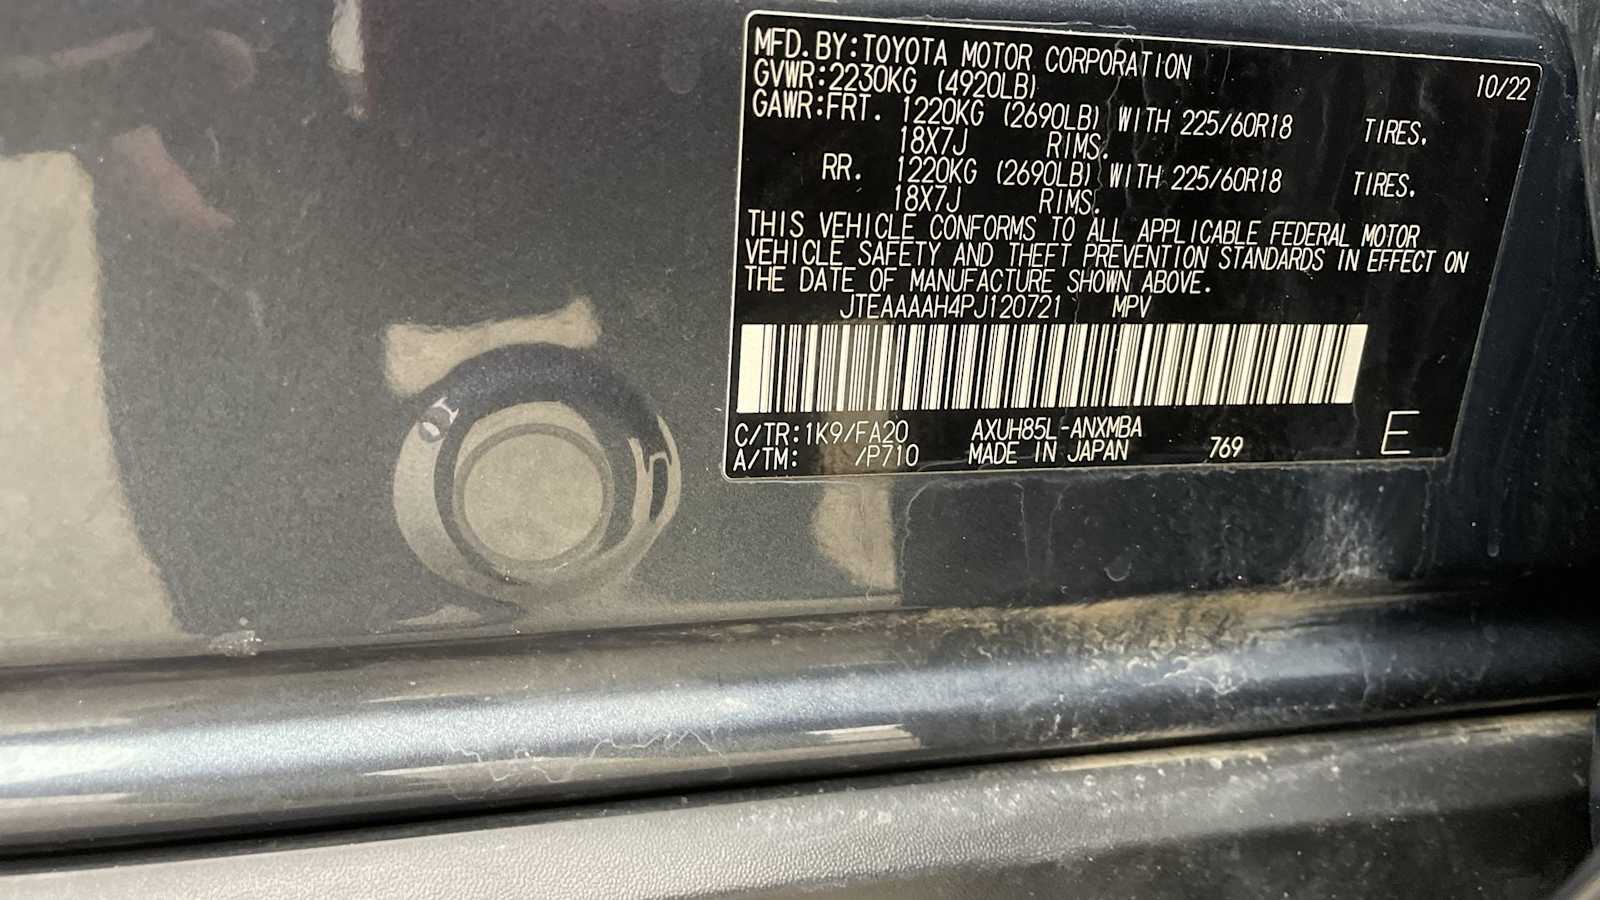 MFD. BY: TOYOTA MOTOR CORPORATION 10/22
GVWR: 2230KG (4920LB)
GAWR: FRT. 1220KG (2690LB) WITH 225/60R18 TIRES.
18X7J RIMS.
RR. 1220KG (2690LB) WITH 225/60R18 TIRES.
18X7J RIMS.
THIS VEHICLE CONFORMS TO ALL APPLICABLE FEDERAL MOTOR
VEHICLE SAFETY AND THEFT PREVENTION STANDARDS IN EFFECT ON
THE DATE OF MANUFACTURE SHOWN ABOVE.
JTEAAAAH4PJ120721 MPV
C/TR: 1K9/FA20 AXUH85L-ANXMBA
A/TM: /P710 MADE IN JAPAN 769 E